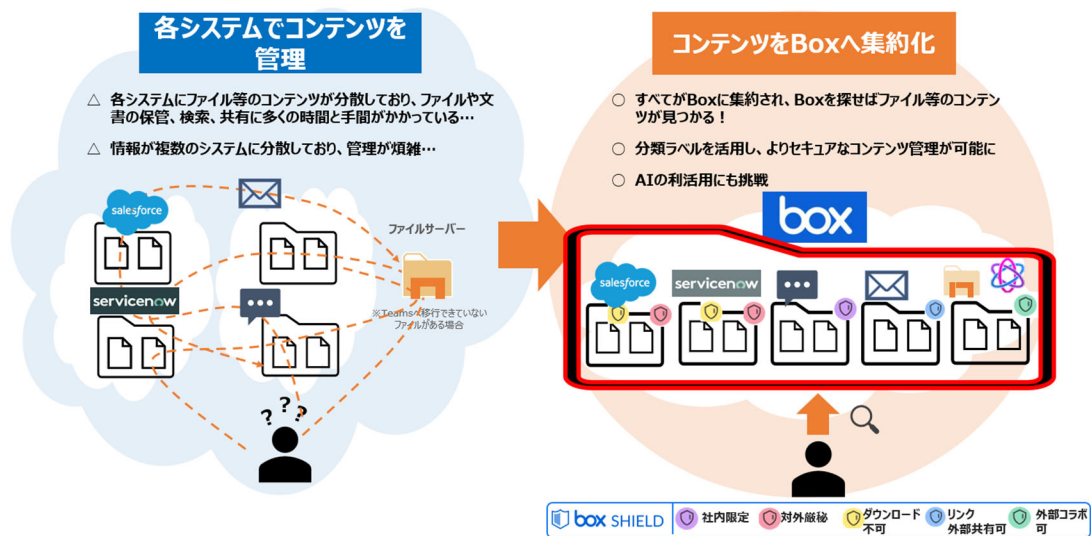 各システムでコンテンツを
管理
△ 各システムにファイル等のコンテンツが分散しており、ファイルや文
書の保管、検索、共有に多くの時間と手間がかかっている…
△ 情報が複数のシステムに分散しており、管理が煩雑…
salesforce
ファイルサーバー
servicenow
※Teamsへ移行できていない
ファイルがある場合
? ? ?
コンテンツをBoxへ集約化
○ すべてがBoxに集約され、Boxを探せばファイル等のコンテン
ツが見つかる！
○ 分類ラベルを活用し、よりセキュアなコンテンツ管理が可能に
○ AIの利活用にも挑戦
box
salesforce
servicenow
box SHIELD
社内限定
対外厳秘
ダウンロード
不可
リンク
外部共有可
外部コラボ
可